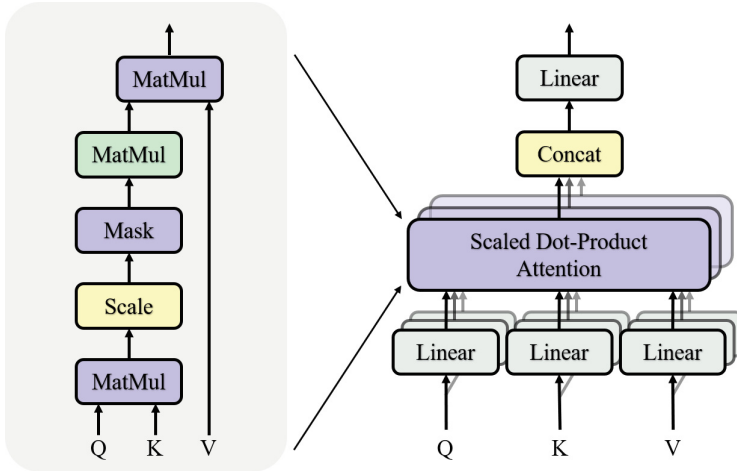 MatMul
MatMul
Mask
Scale
MatMul
Q K V
Linear
Concat
Scaled Dot-Product
Attention
Linear Linear Linear
Q K V